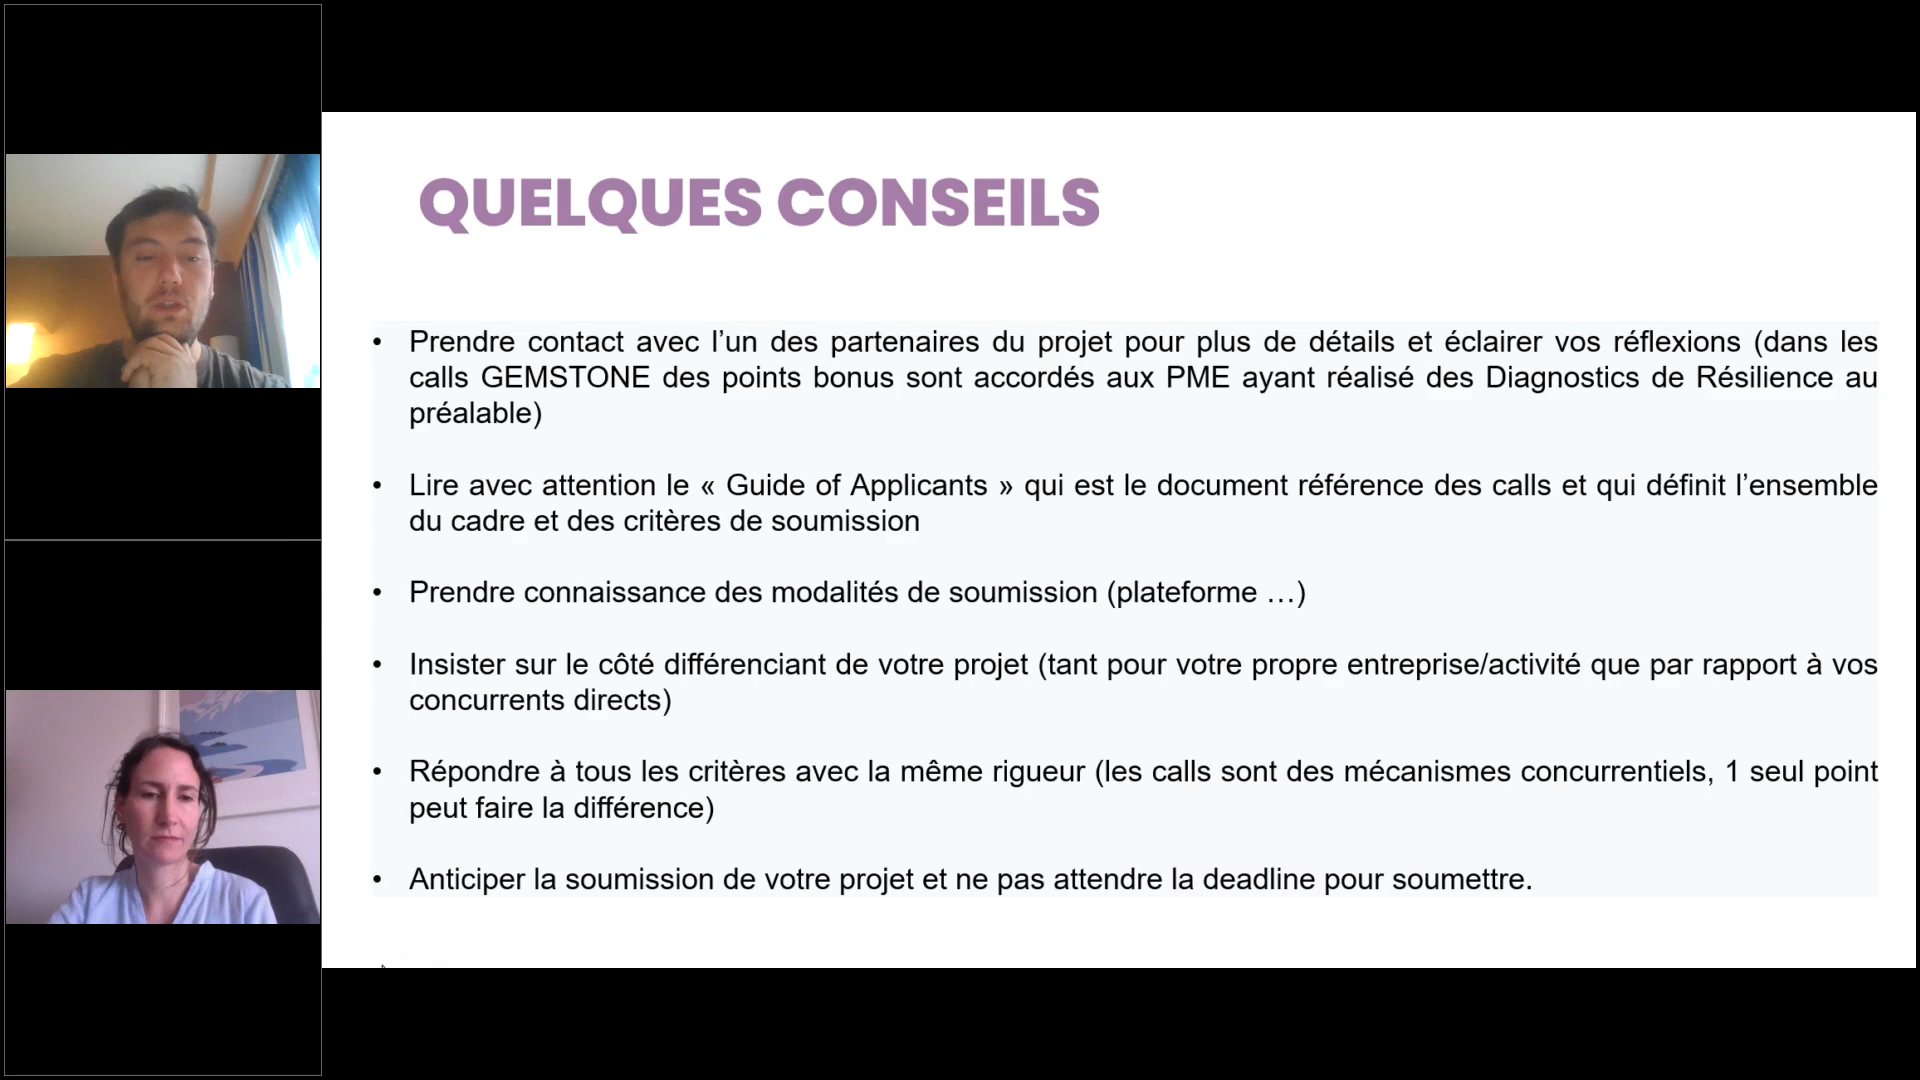 QUELQUES CONSEILS
• Prendre contact avec l’un des partenaires du projet pour plus de détails et éclairer vos réflexions (dans les
calls GEMSTONE des points bonus sont accordés aux PME ayant réalisé des Diagnostics de Résilience au
préalable)
• Lire avec attention le « Guide of Applicants » qui est le document référence des calls et qui définit l’ensemble
du cadre et des critères de soumission
• Prendre connaissance des modalités de soumission (plateforme …)
• Insister sur le côté différenciant de votre projet (tant pour votre propre entreprise/activité que par rapport à vos
concurrents directs)
• Répondre à tous les critères avec la même rigueur (les calls sont des mécanismes concurrentiels, 1 seul point
peut faire la différence)
• Anticiper la soumission de votre projet et ne pas attendre la deadline pour soumettre.